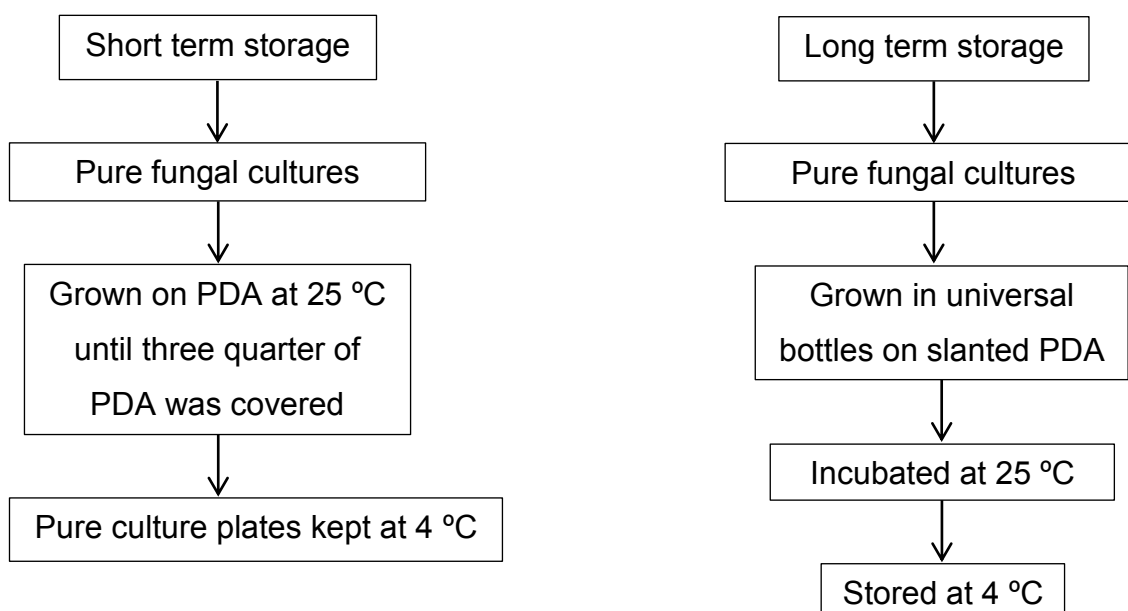 Short term storage
Pure fungal cultures
Grown on PDA at 25 ºC
until three quarter of
PDA was covered
Pure culture plates kept at 4 ºC
Long term storage
Pure fungal cultures
Grown in universal
bottles on slanted PDA
Incubated at 25 ºC
Stored at 4 ºC